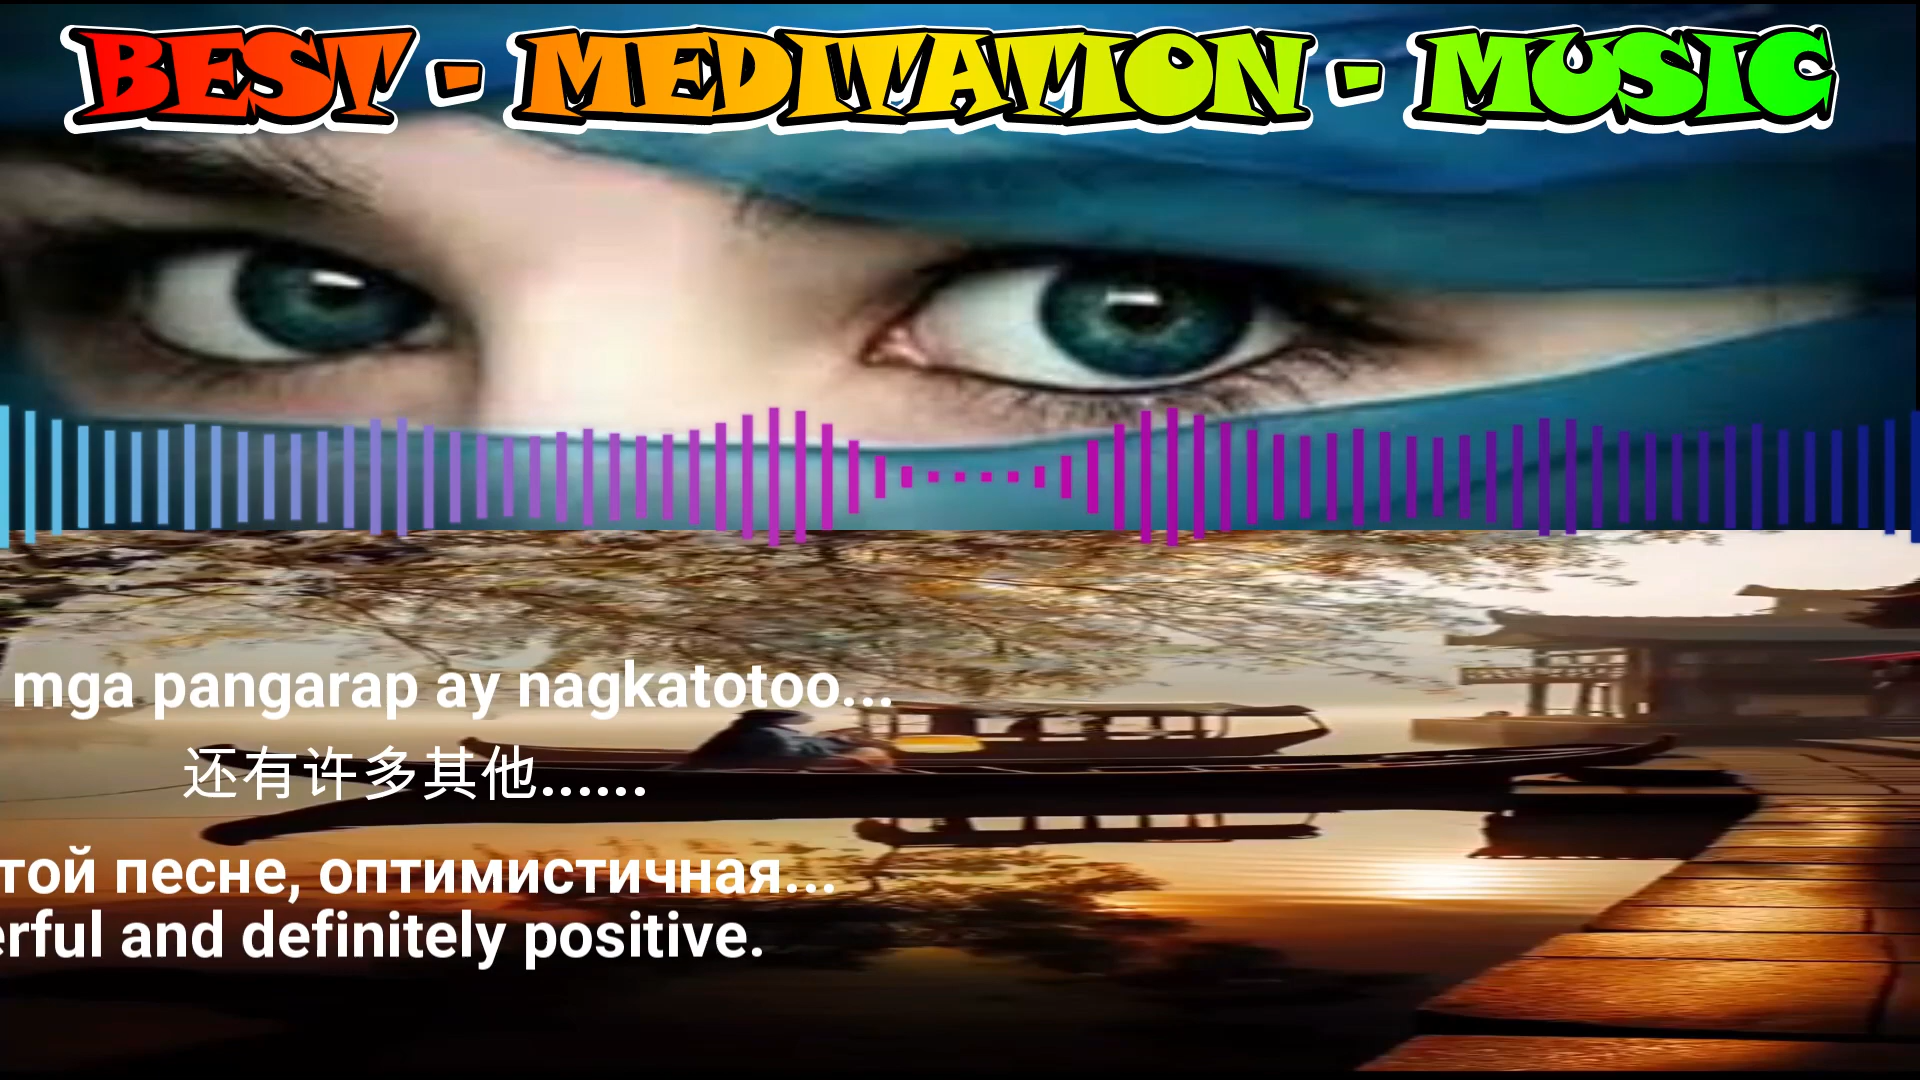 BEST - MEDITATION - MUSIC
mga pangarap ay nagkatotoo...
还有许多其他......
той песне, оптимистичная...
erful and definitely positive.